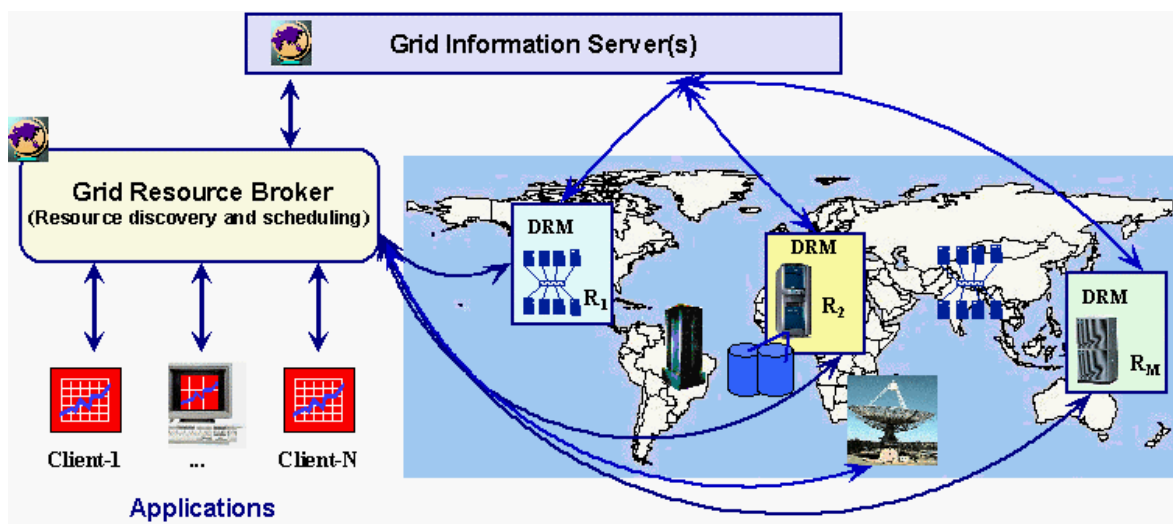 Grid Information Server(s)
Grid Resource Broker
(Resource discovery and scheduling)
DRM
R1
DRM
R2
DRM
RM
Client-1
...
Client-N
Applications